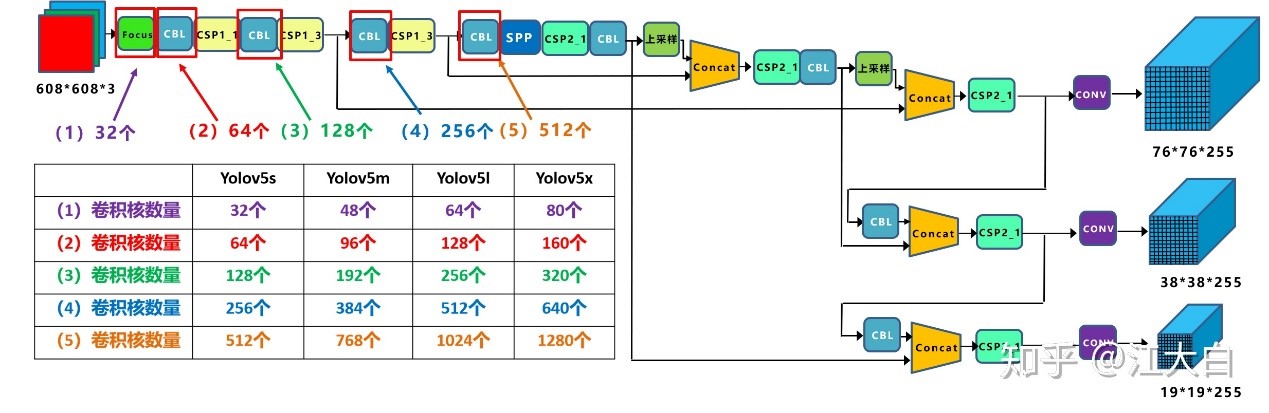 Focus CBL CSP1_1 CBL CSP1_3 CBL CSP1_3 CBL SPP CSP2_1 CBL 上采样
Concat CSP2_1 CBL 上采样
Concat CSP2_1 CONV
608*608*3
76*76*255
（1）32个 （2）64个 （3）128个 （4）256个 （5）512个
Yolov5s Yolov5m Yolov5l Yolov5x
（1）卷积核数量 32个 48个 64个 80个
（2）卷积核数量 64个 96个 128个 160个
（3）卷积核数量 128个 192个 256个 320个
（4）卷积核数量 256个 384个 512个 640个
（5）卷积核数量 512个 768个 1024个 1280个
CBL Concat CSP2_1 CONV
38*38*255
CBL Concat CSP2_1 CONV
知乎 @江大白
19*19*255